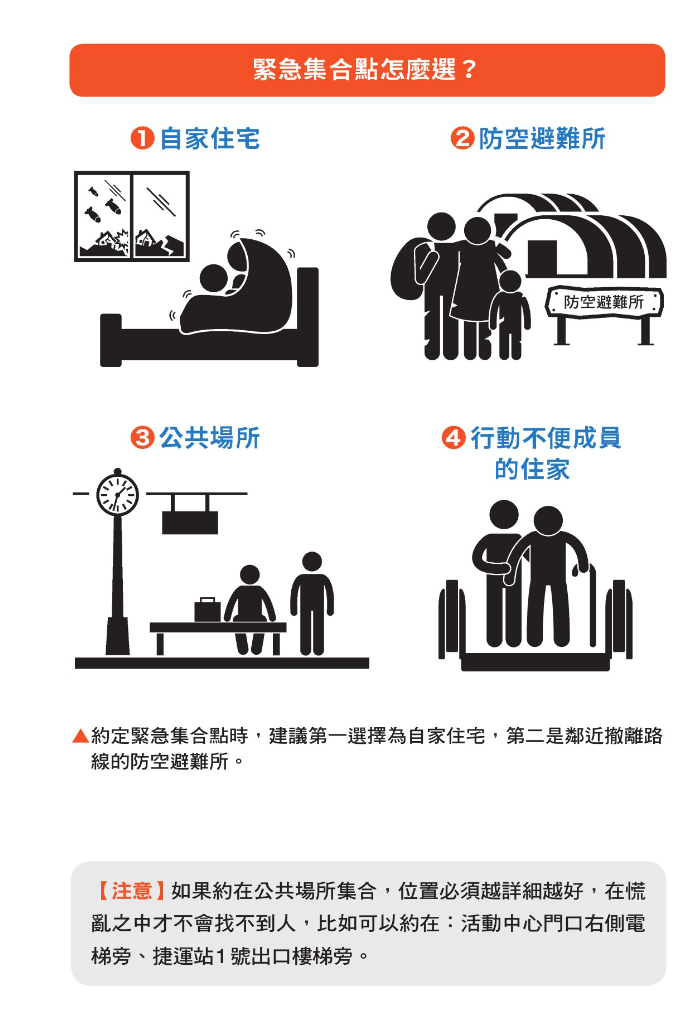 緊急集合點怎麼選？
❶自家住宅
❷防空避難所
防空避難所
❸公共場所
❹行動不便成員
的住家
▲約定緊急集合點時，建議第一選擇為自家住宅，第二是鄰近撤離路
線的防空避難所。
【注意】如果約在公共場所集合，位置必須越詳細越好，在慌
亂之中才不會找不到人，比如可以約在：活動中心門口右側電
梯旁、捷運站1號出口樓梯旁。